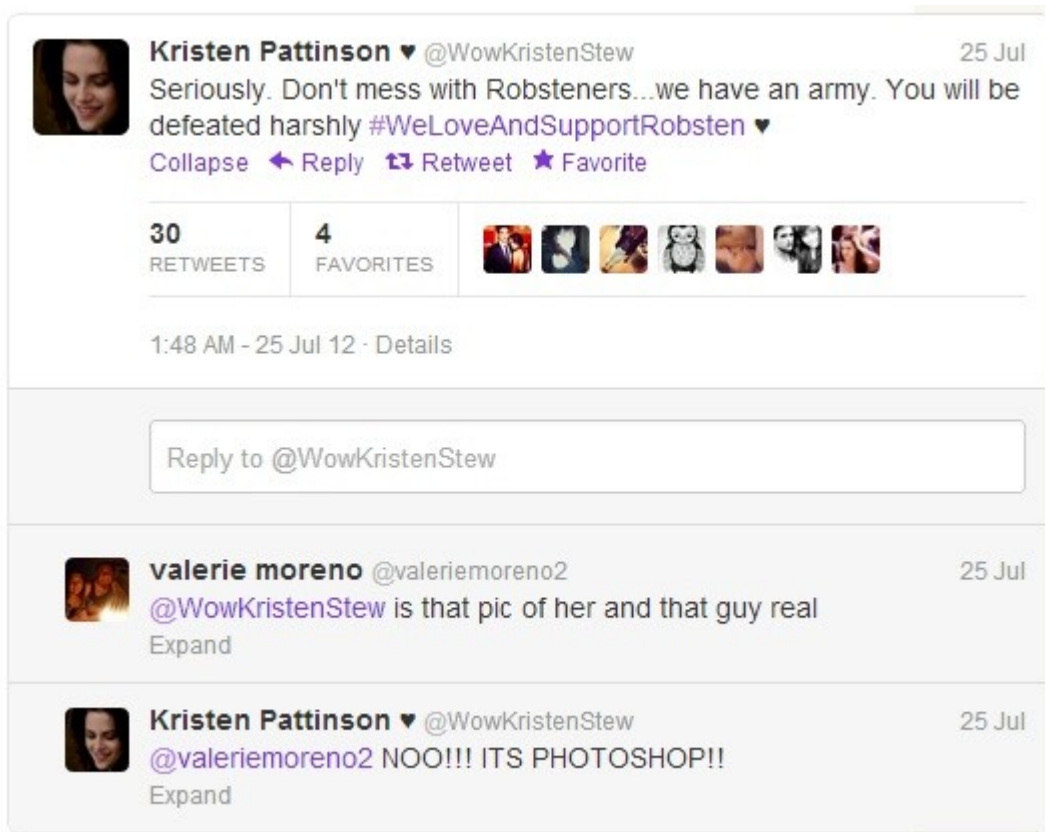 Kristen Pattinson ♥ @WowKristenStew 25 Jul
Seriously. Don't mess with Robsteners...we have an army. You will be
defeated harshly #WeLoveAndSupportRobsten ♥
Collapse Reply Retweet Favorite
30 4
RETWEETS FAVORITES
1:48 AM - 25 Jul 12 · Details
Reply to @WowKristenStew
valerie moreno @valeriemoreno2 25 Jul
@WowKristenStew is that pic of her and that guy real
Expand
Kristen Pattinson ♥ @WowKristenStew 25 Jul
@valeriemoreno2 NOO!!! ITS PHOTOSHOP!!
Expand